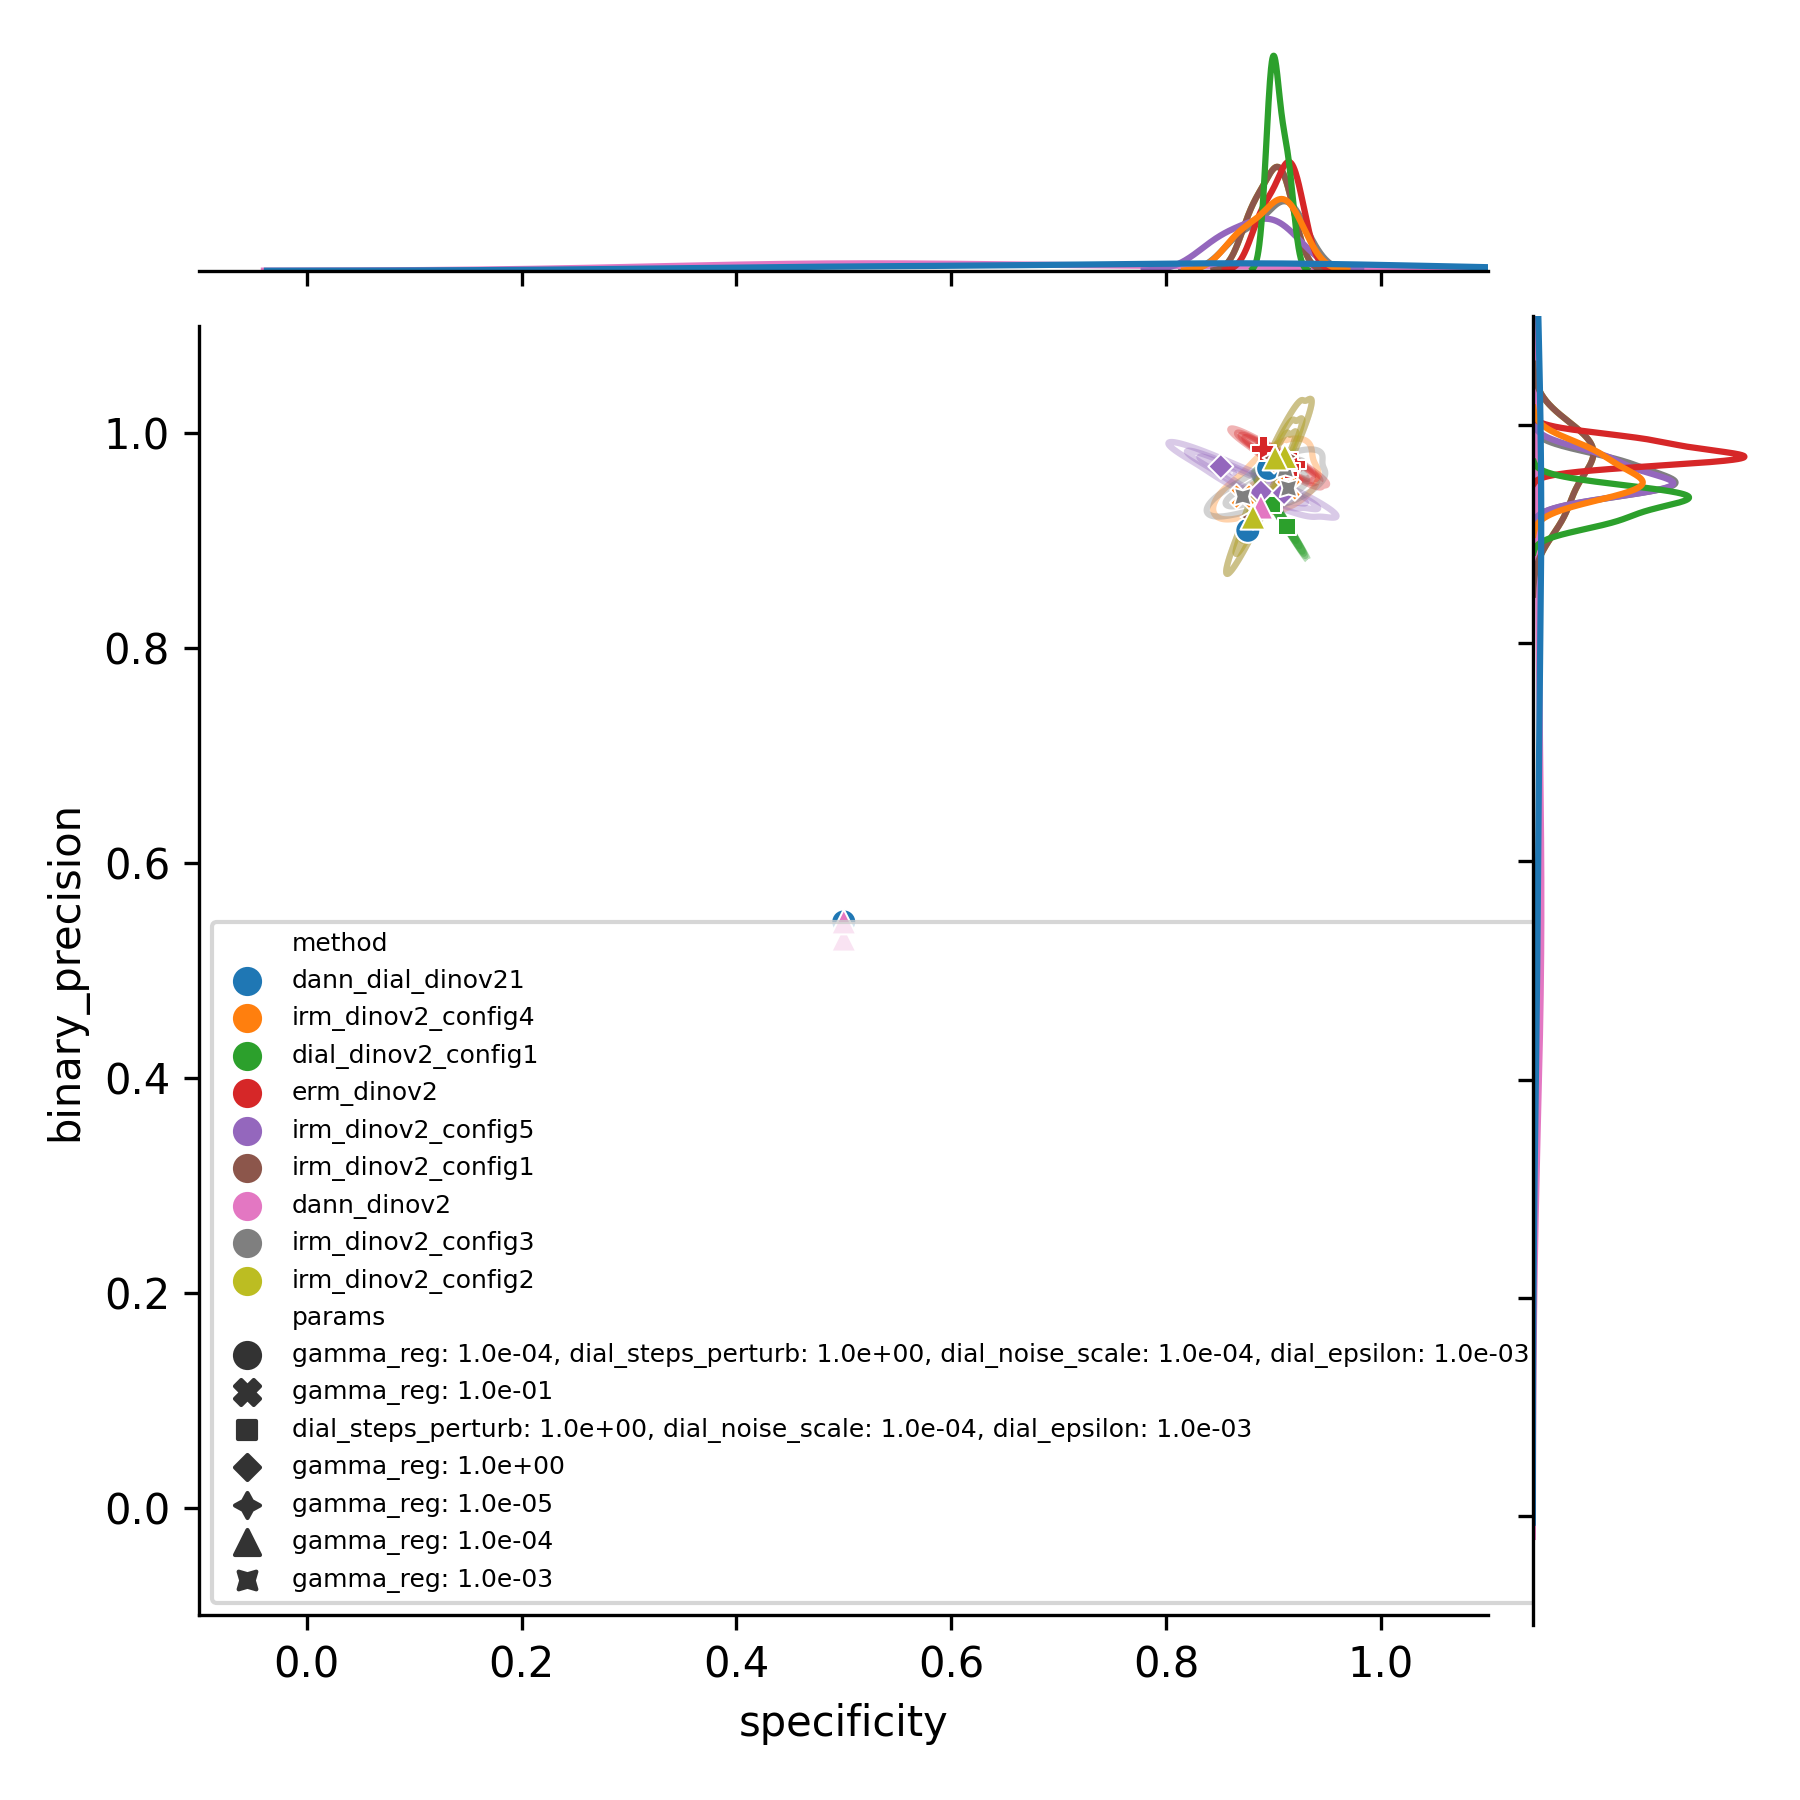 1.0
0.8
0.6
0.4
0.2
0.0
binary_precision
method
dann_dial_dinov21
irm_dinov2_config4
dial_dinov2_config1
erm_dinov2
irm_dinov2_config5
irm_dinov2_config1
dann_dinov2
irm_dinov2_config3
irm_dinov2_config2
params
gamma_reg: 1.0e-04, dial_steps_perturb: 1.0e+00, dial_noise_scale: 1.0e-04, dial_epsilon: 1.0e-03
gamma_reg: 1.0e-01
dial_steps_perturb: 1.0e+00, dial_noise_scale: 1.0e-04, dial_epsilon: 1.0e-03
gamma_reg: 1.0e+00
gamma_reg: 1.0e-05
gamma_reg: 1.0e-04
gamma_reg: 1.0e-03
0.0 0.2 0.4 0.6 0.8 1.0
specificity